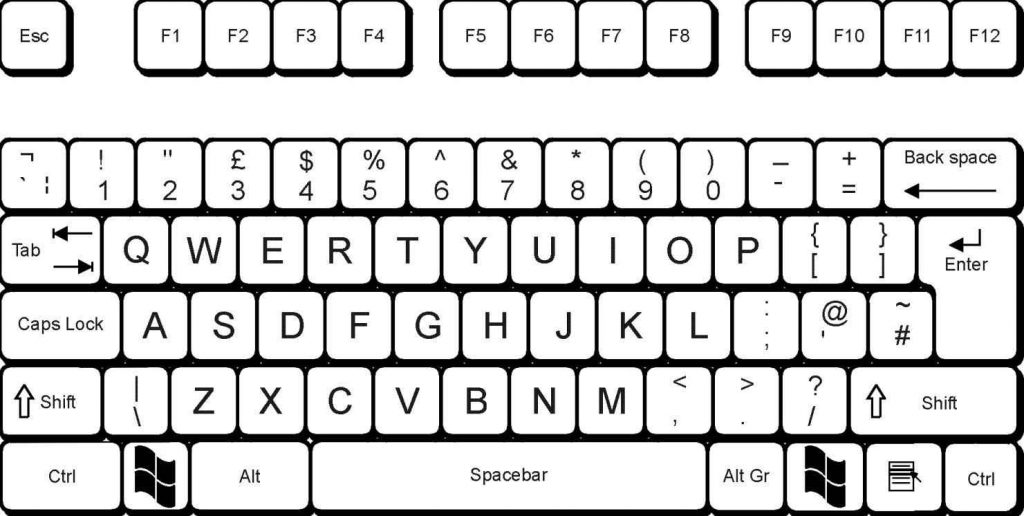 Esc F1 F2 F3 F4 F5 F6 F7 F8 F9 F10 F11 F12
¬ ! " £ $ % ^ & * ( ) _ + Back space
` ¦ 1 2 3 4 5 6 7 8 9 0 - =
Tab Q W E R T Y U I O P { }
[ ] Enter
Caps Lock A S D F G H J K L : @ ~
; ' #
Shift | Z X C V B N M < > ? Shift
\ , . /
Ctrl Alt Spacebar Alt Gr Ctrl